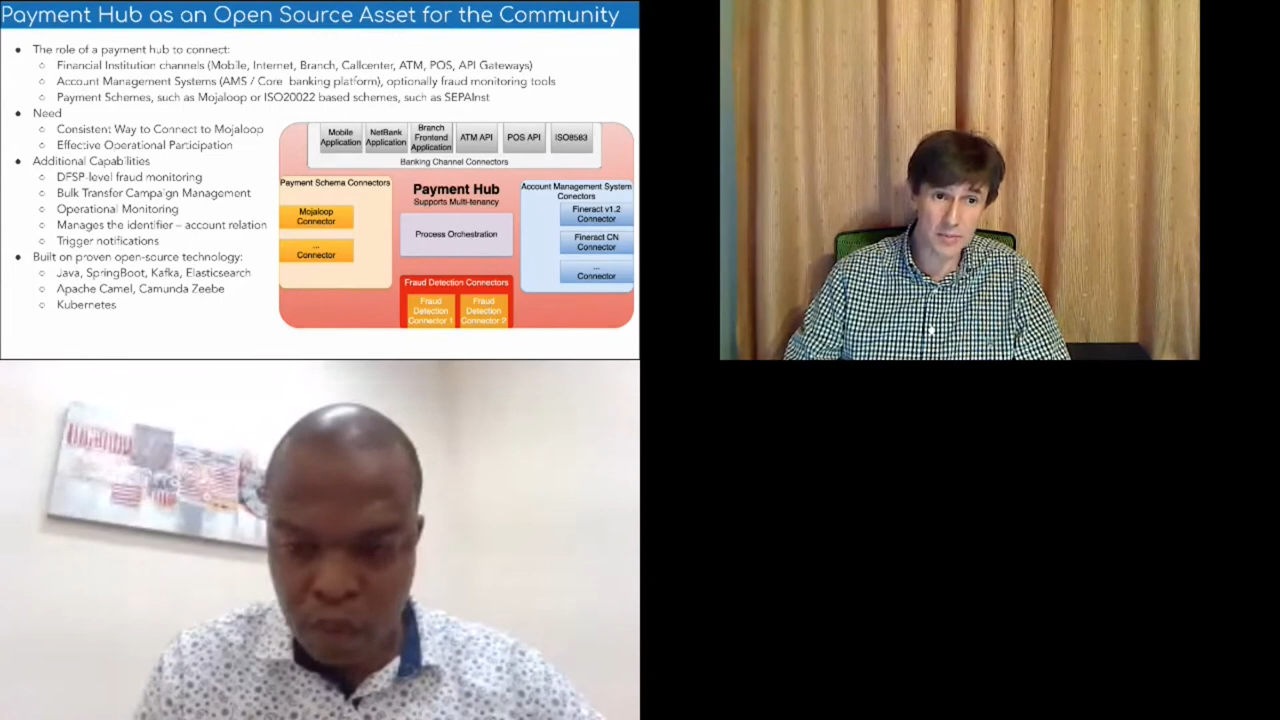 Payment Hub as an Open Source Asset for the Community
● The role of a payment hub to connect:
○ Financial Institution channels (Mobile, Internet, Branch, Callcenter, ATM, POS, API Gateways)
○ Account Management Systems (AMS / Core banking platform), optionally fraud monitoring tools
○ Payment Schemes, such as Mojaloop or ISO20022 based schemes, such as SEPAInst
● Need
○ Consistent Way to Connect to Mojaloop
○ Effective Operational Participation
● Additional Capabilities
○ DFSP-level fraud monitoring
○ Bulk Transfer Campaign Management
○ Operational Monitoring
○ Manages the identifier – account relation
○ Trigger notifications
● Built on proven open-source technology:
○ Java, SpringBoot, Kafka, Elasticsearch
○ Apache Camel, Camunda Zeebe
○ Kubernetes
Mobile
Application
NetBank
Application
Branch
Frontend
Application
ATM API
POS API
ISO8583
Banking Channel Connectors
Payment Schema Connectors
Mojaloop
Connector
...
Connector
Payment Hub
Supports Multi-tenancy
Process Orchestration
Account Management System
Conectors
Fineract v1.2
Connector
Fineract CN
Connector
...
Connector
Fraud Detection Connectors
Fraud
Detection
Connector 1
Fraud
Detection
Connector 2